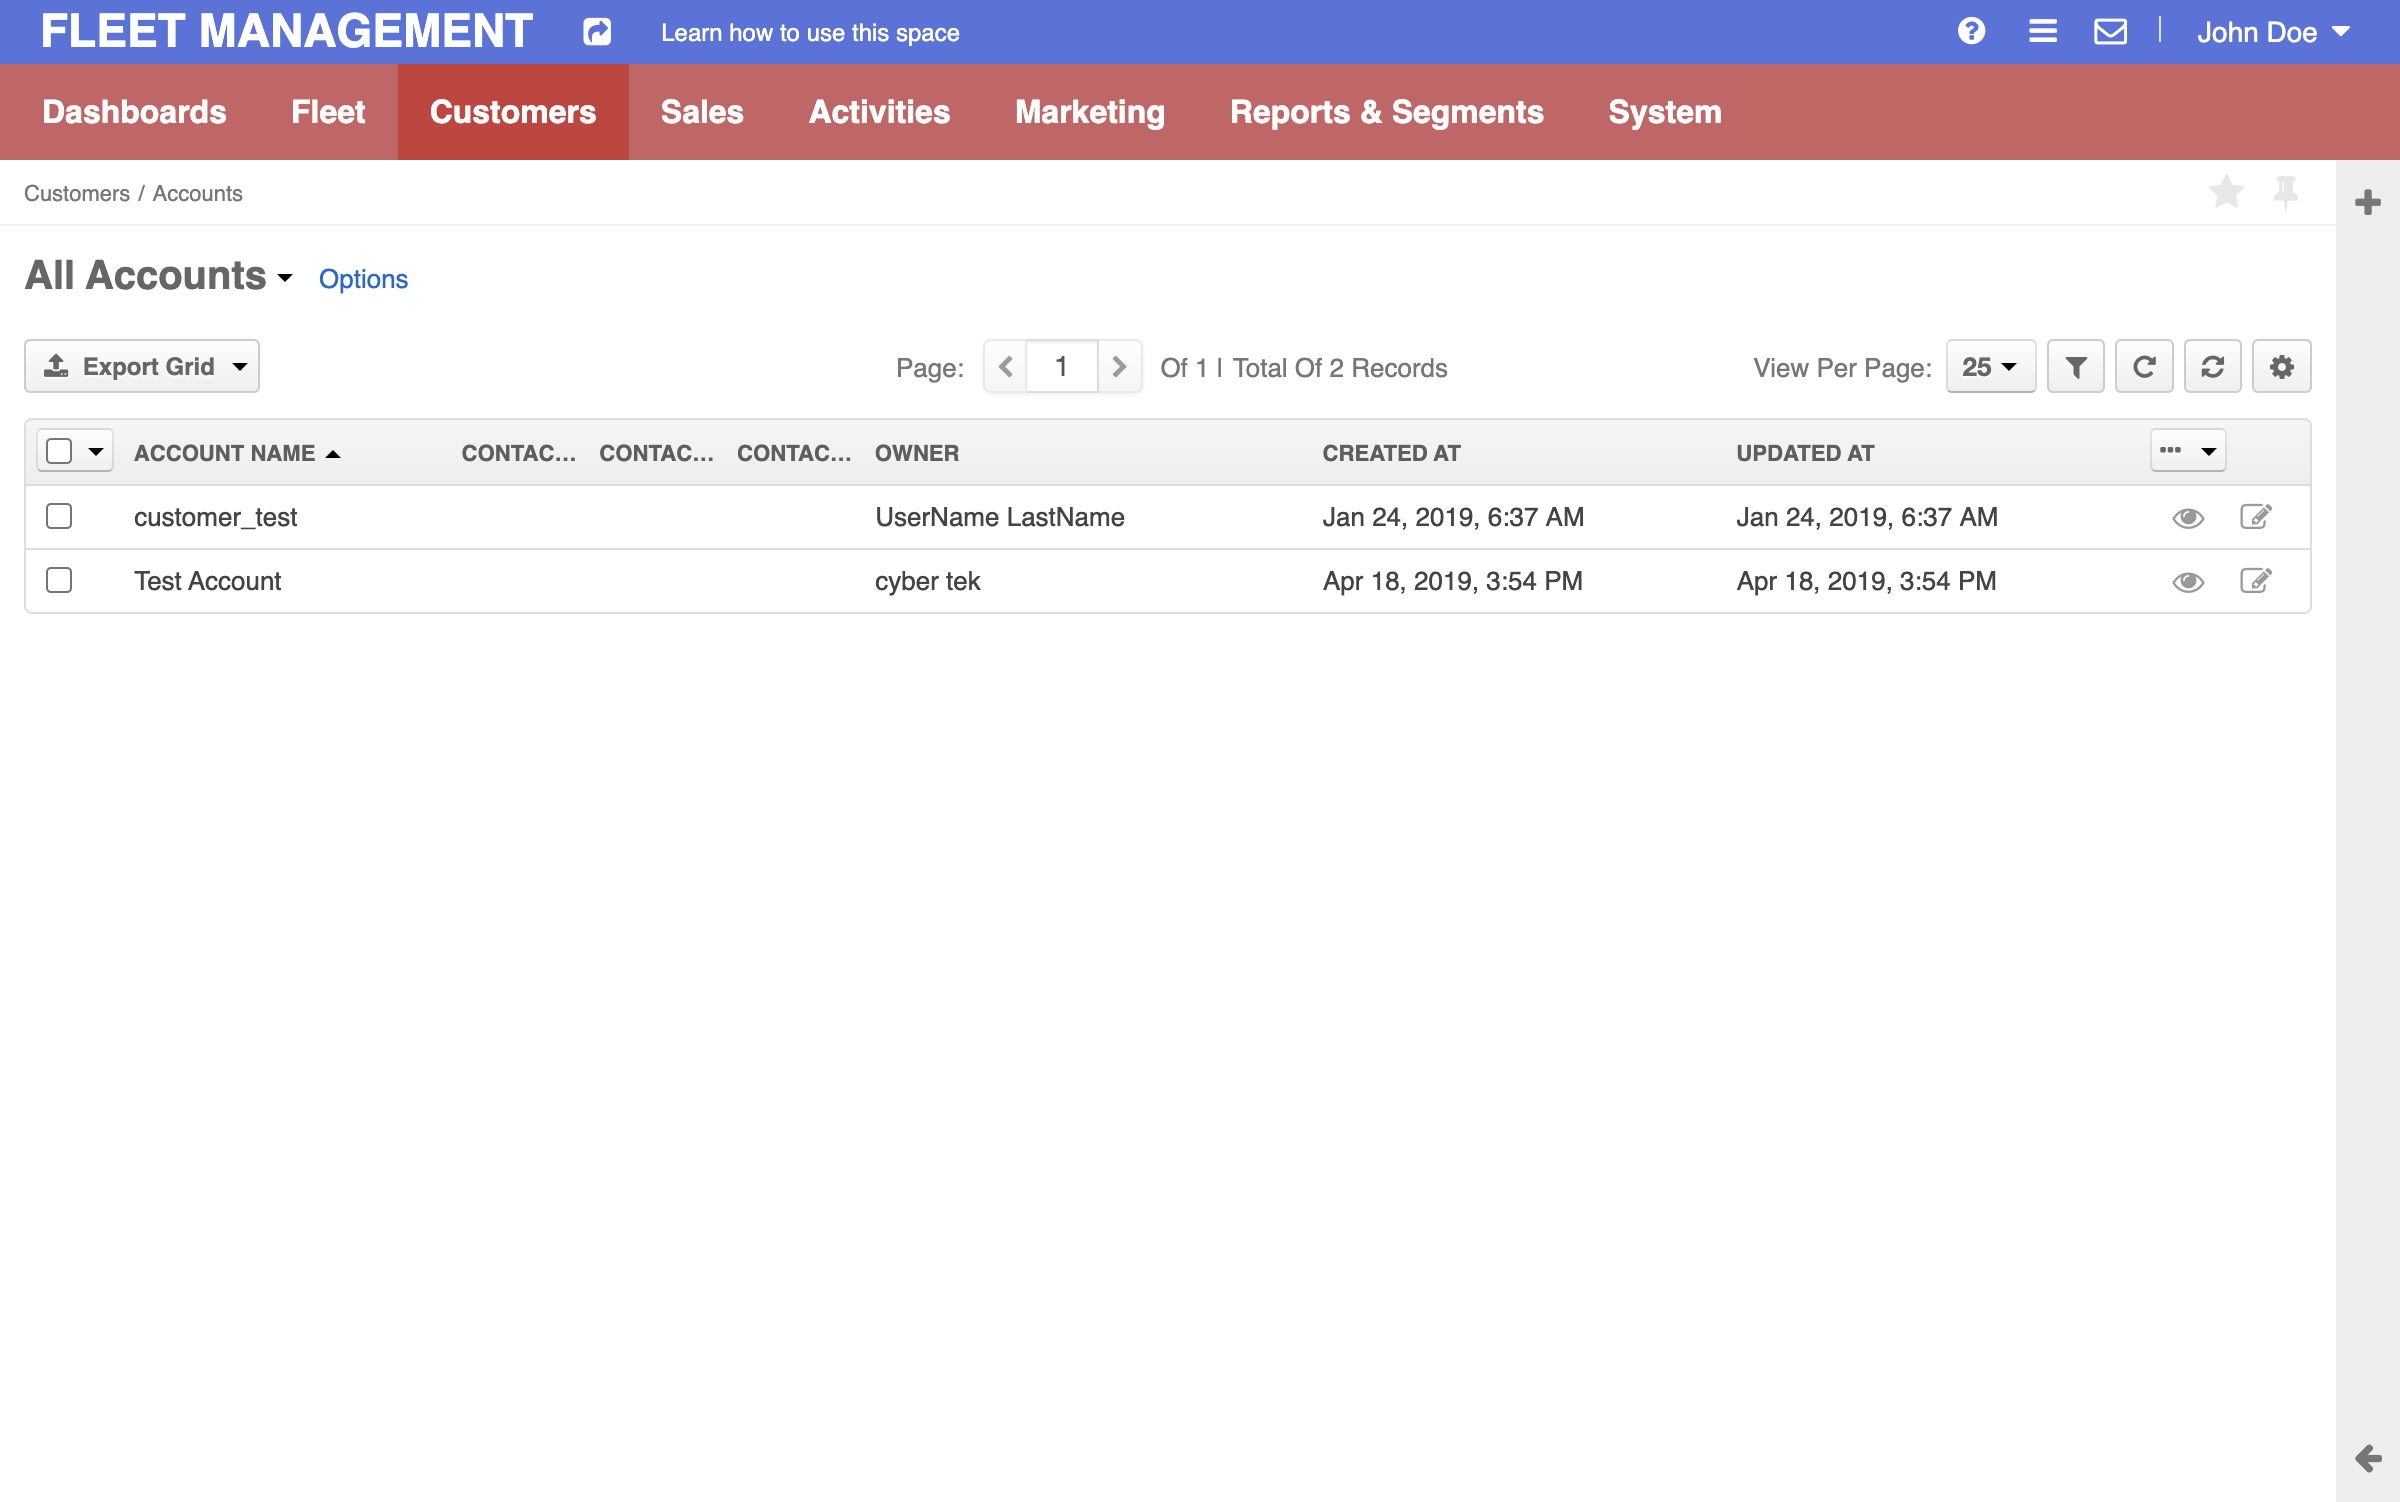 FLEET MANAGEMENT Learn how to use this space John Doe
Dashboards Fleet Customers Sales Activities Marketing Reports & Segments System
Customers / Accounts
All Accounts Options
Export Grid Page: 1 Of 1 | Total Of 2 Records View Per Page: 25
ACCOUNT NAME CONTAC... CONTAC... CONTAC... OWNER CREATED AT UPDATED AT
customer_test UserName LastName Jan 24, 2019, 6:37 AM Jan 24, 2019, 6:37 AM
Test Account cyber tek Apr 18, 2019, 3:54 PM Apr 18, 2019, 3:54 PM